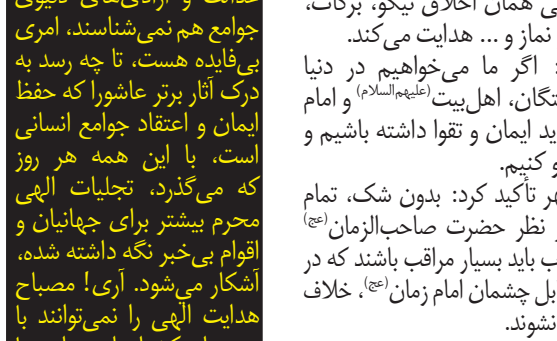 همان اخلاق نیکو، برکات،
نماز و ... هدایت می‌کند.
اگر ما می‌خواهیم در دنیا
اهل‌بیت(علیهم‌السلام) و امام
ایمان و تقوا داشته باشیم و
کنیم.
تأکید کرد: بدون شک، تمام
نظر حضرت صاحب‌الزمان(عج)
باید بسیار مراقب باشند که در
چشمان امام زمان(عج)، خلاف
نشوند.
عدالت و آزادی‌های دنیوی
جوامع هم نمی‌شناسند، امری
بی‌فایده هست، تا چه رسد به
درک آثار برتر عاشورا که حفظ
ایمان و اعتقاد جوامع انسانی
است، با این همه هر روز
که می‌گذرد، تجلیات الهی
محرم بیشتر برای جهانیان و
اقوام بی‌خبر نگه داشته شده،
آشکار می‌شود. آری! مصباح
هدایت الهی را نمی‌توانند با